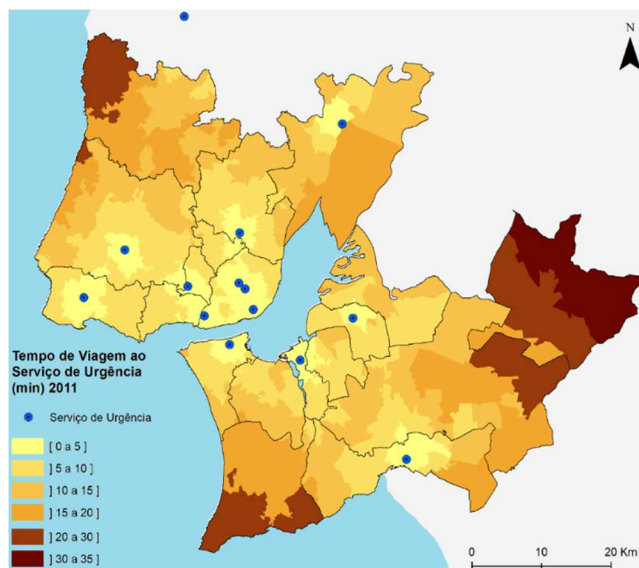 N
Tempo de Viagem ao
Serviço de Urgência
(min) 2011
Serviço de Urgência
[ 0 a 5 ]
] 5 a 10 ]
] 10 a 15 ]
] 15 a 20 ]
] 20 a 30 ]
] 30 a 35 ]
0 10 20 Km